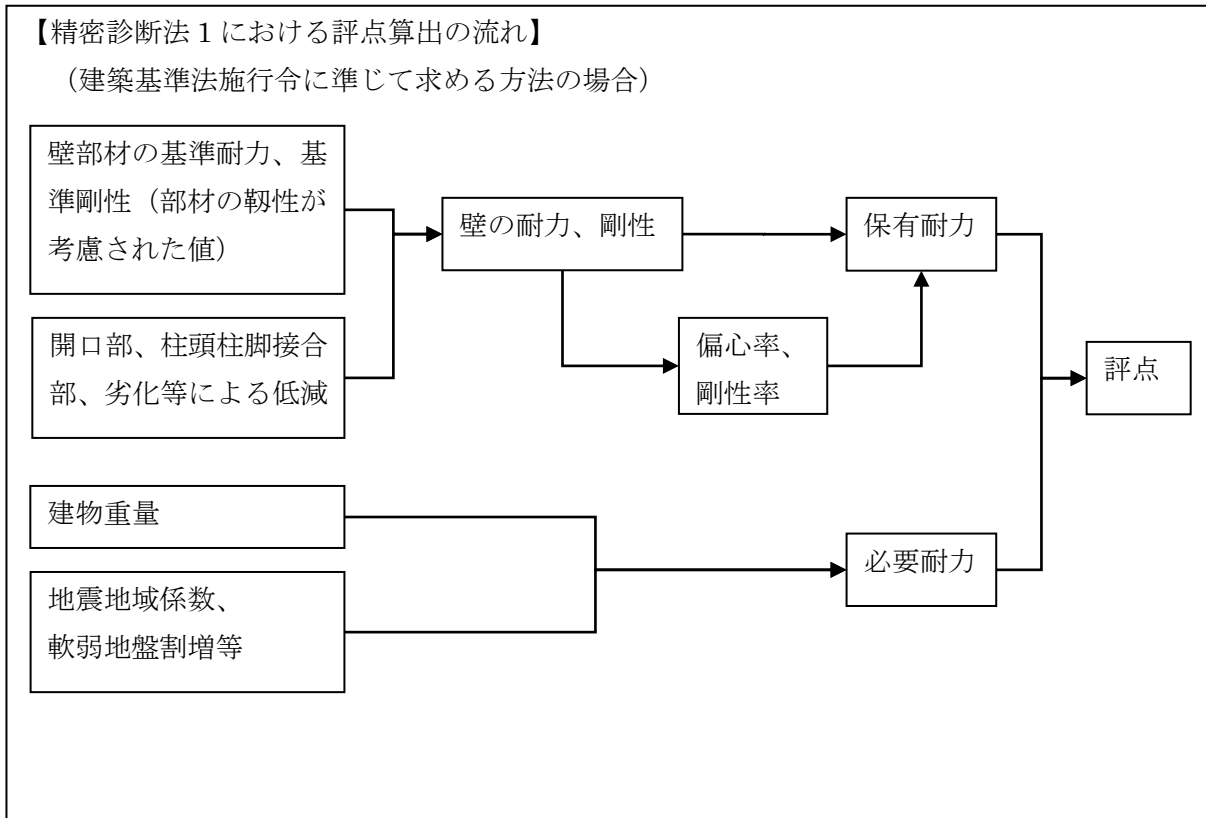 【精密診断法１における評点算出の流れ】
（建築基準法施行令に準じて求める方法の場合）
壁部材の基準耐力、基
準剛性（部材の靱性が
考慮された値）
開口部、柱頭柱脚接合
部、劣化等による低減
壁の耐力、剛性
偏心率、
剛性率
保有耐力
評点
建物重量
地震地域係数、
軟弱地盤割増等
必要耐力